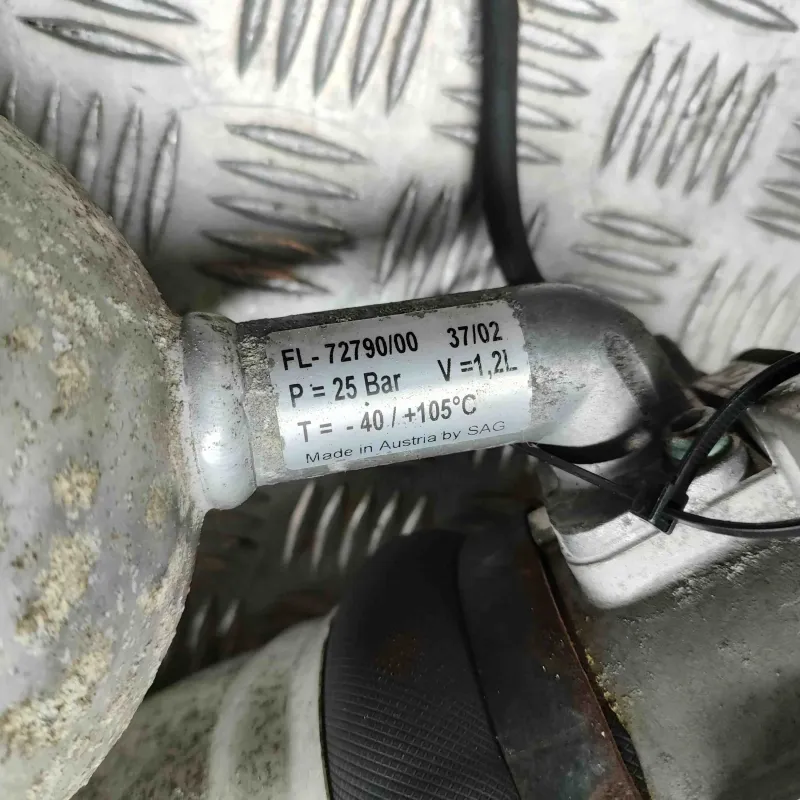 FL- 72790/00 37/02
P = 25 Bar V =1,2L
T = - 40 / +105°C
Made in Austria by SAG